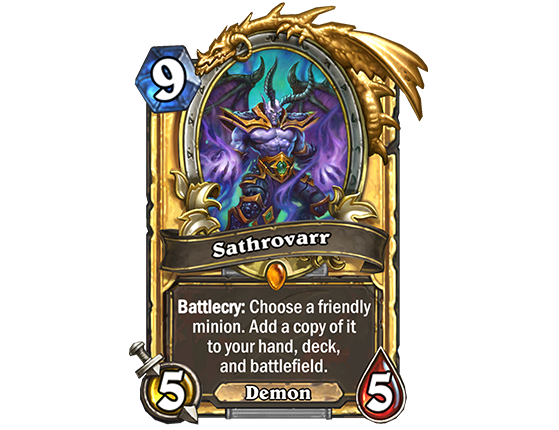 9
Sathrovarr
Battlecry: Choose a friendly
minion. Add a copy of it
to your hand, deck,
and battlefield.
5
Demon
5